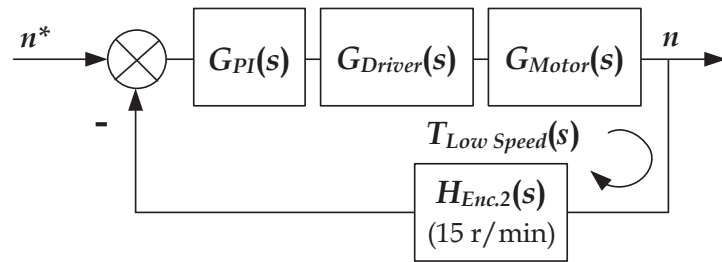 n*
G_PI(s)
G_Driver(s)
G_Motor(s)
n
-
T_Low Speed(s)
H_Enc.2(s)
(15 r/min)